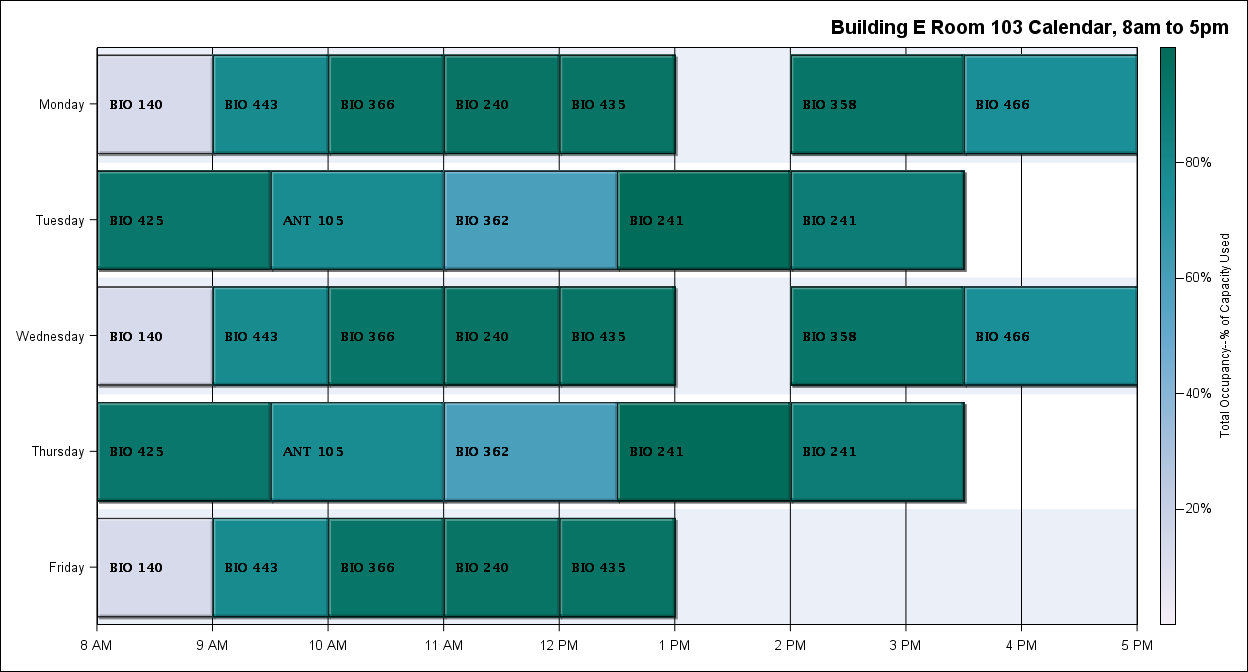 Building E Room 103 Calendar, 8am to 5pm
Monday
BIO 140
BIO 443
BIO 366
BIO 240
BIO 435
BIO 358
BIO 466
Tuesday
BIO 425
ANT 105
BIO 362
BIO 241
BIO 241
Wednesday
BIO 140
BIO 443
BIO 366
BIO 240
BIO 435
BIO 358
BIO 466
Thursday
BIO 425
ANT 105
BIO 362
BIO 241
BIO 241
Friday
BIO 140
BIO 443
BIO 366
BIO 240
BIO 435
8 AM
9 AM
10 AM
11 AM
12 PM
1 PM
2 PM
3 PM
4 PM
5 PM
80%
60%
40%
20%
Total Occupancy--% of Capacity Used